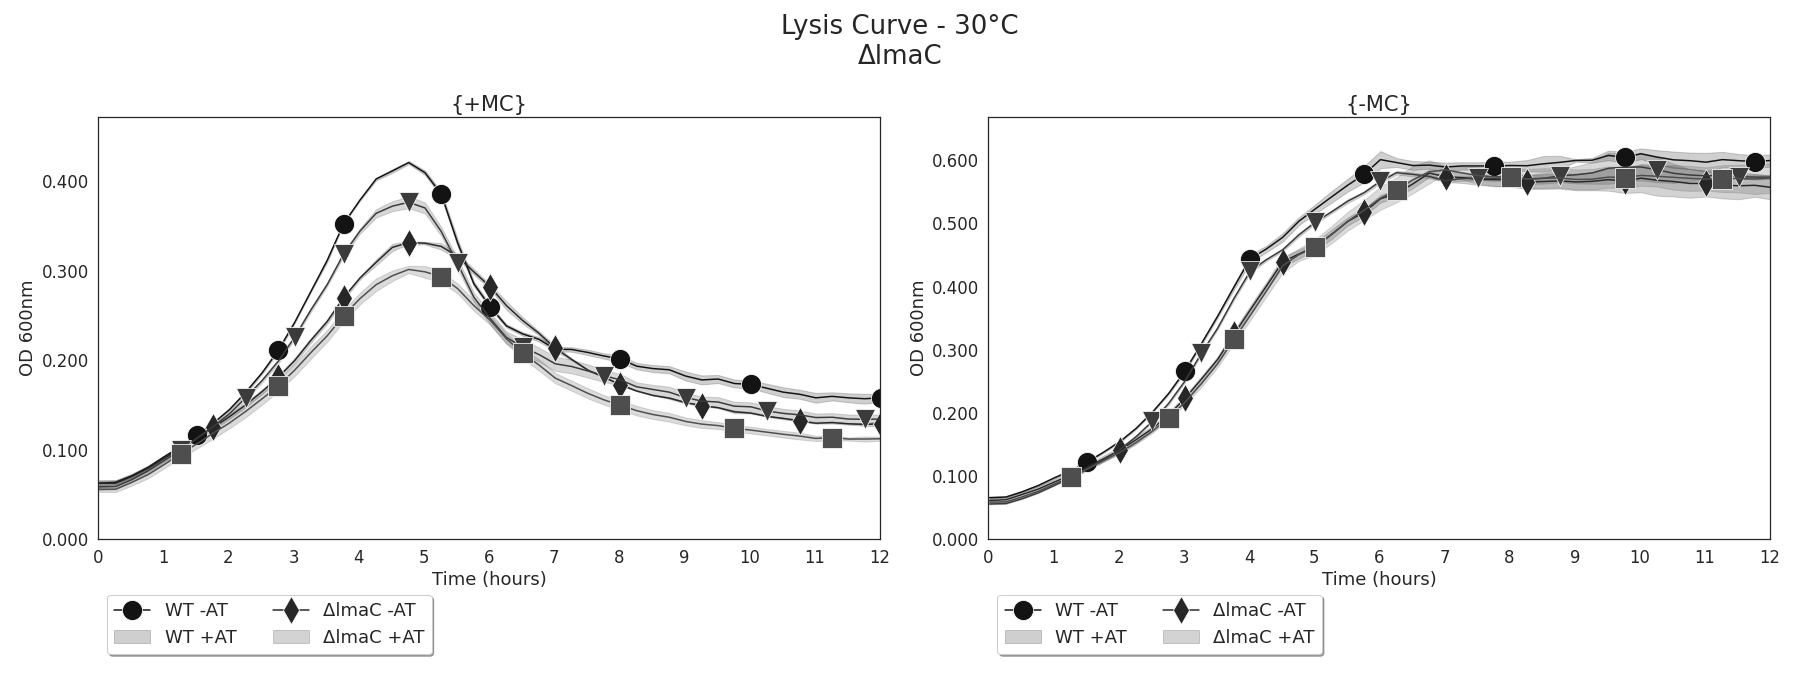 Lysis Curve - 30°C
ΔlmaC
{+MC}
OD 600nm
0.400
0.300
0.200
0.100
0.000
0 1 2 3 4 5 6 7 8 9 10 11 12
Time (hours)
WT -AT ΔlmaC -AT
WT +AT ΔlmaC +AT
{-MC}
OD 600nm
0.600
0.500
0.400
0.300
0.200
0.100
0.000
0 1 2 3 4 5 6 7 8 9 10 11 12
Time (hours)
WT -AT ΔlmaC -AT
WT +AT ΔlmaC +AT